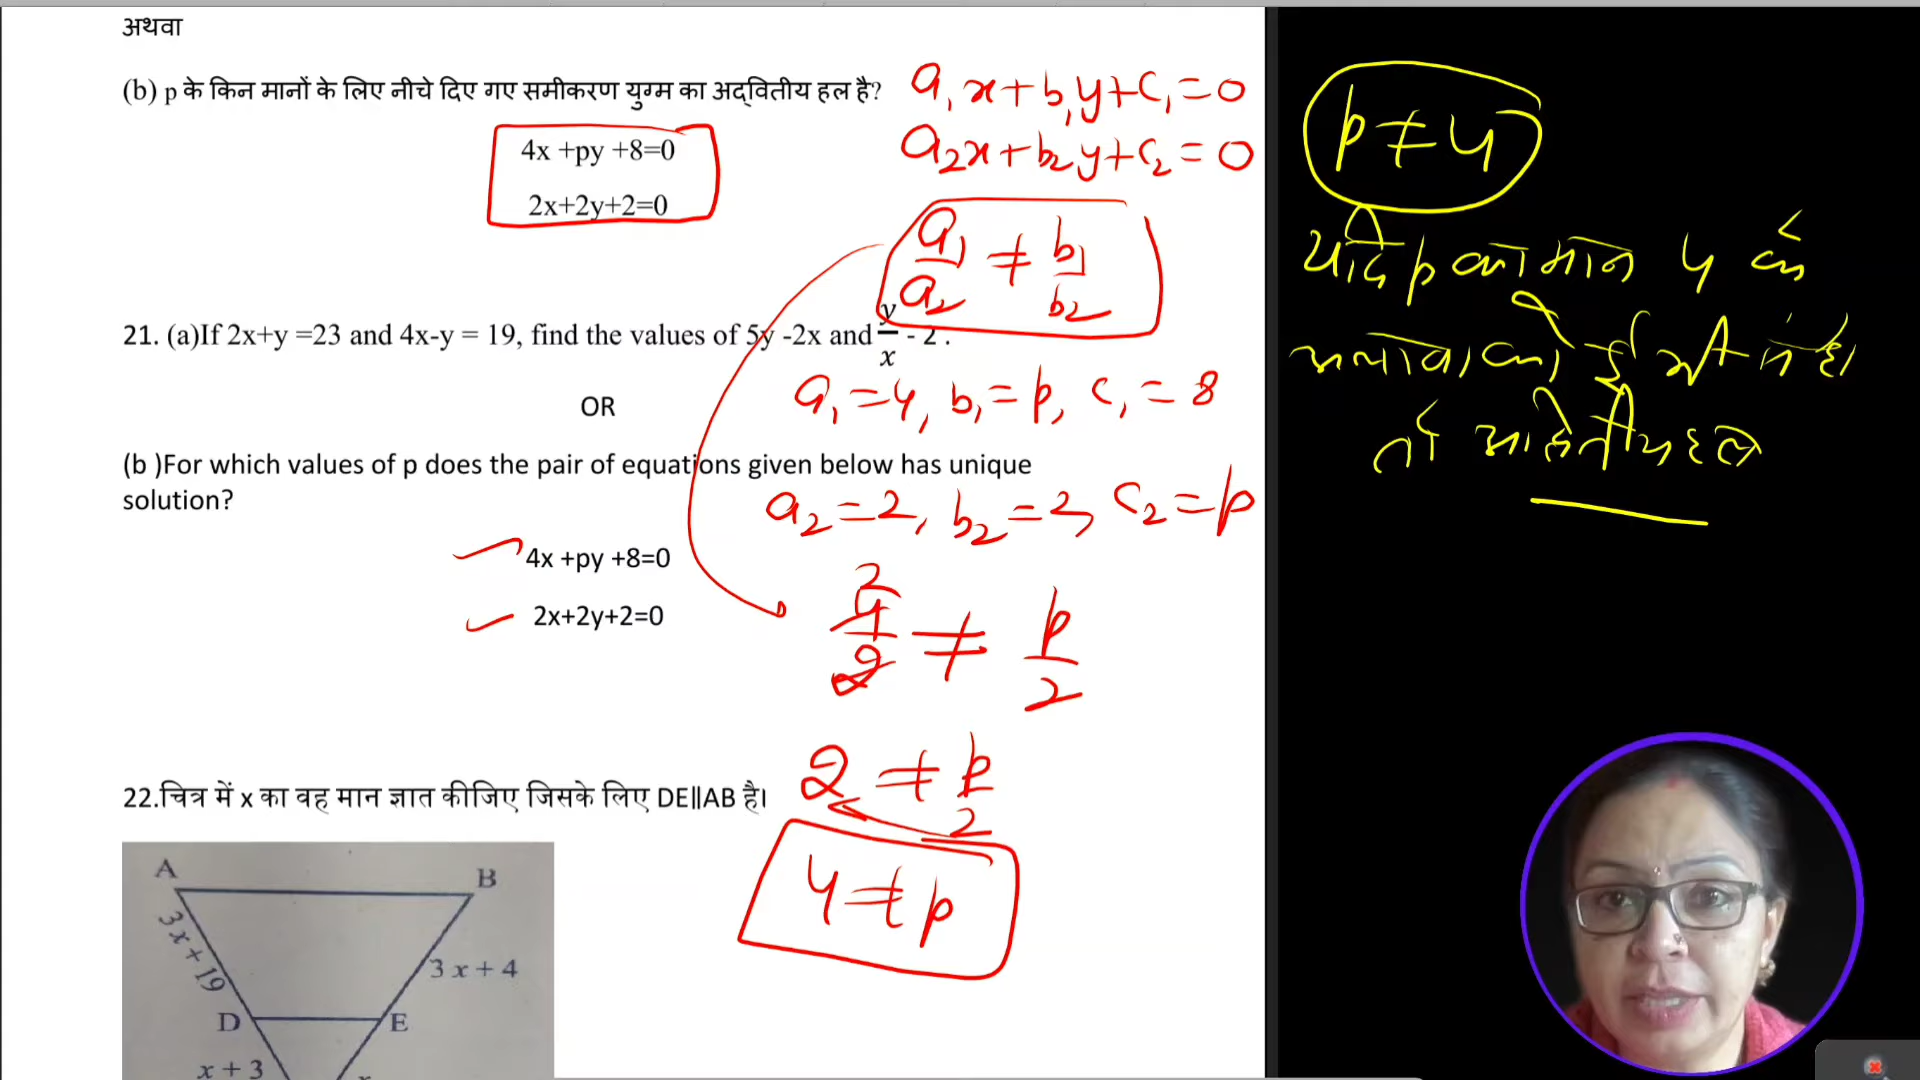 अथवा
(b) p के किन मानों के लिए नीचे दिए गए समीकरण युग्म का अद्वितीय हल है?
4x +py +8=0
2x+2y+2=0
a₁x+b₁y+c₁=0
a₂x+b₂y+c₂=0
a₁/a₂ ≠ b₁/b₂
21. (a)If 2x+y =23 and 4x-y = 19, find the values of 5y -2x and y/x - 2 .
OR
a₁=4, b₁=p, c₁=8
(b )For which values of p does the pair of equations given below has unique
solution?
a₂=2, b₂=2, c₂=p
4x +py +8=0
2x+2y+2=0
2
4/2 ≠ p/2
2 ≠ p/2
4 ≠ p
22.चित्र में x का वह मान ज्ञात कीजिए जिसके लिए DE||AB है।
A
B
3 x + 19
3 x + 4
D
E
x + 3
x
p ≠ 4
यदि p का मान 4 के
अलावा कोई भी
तो